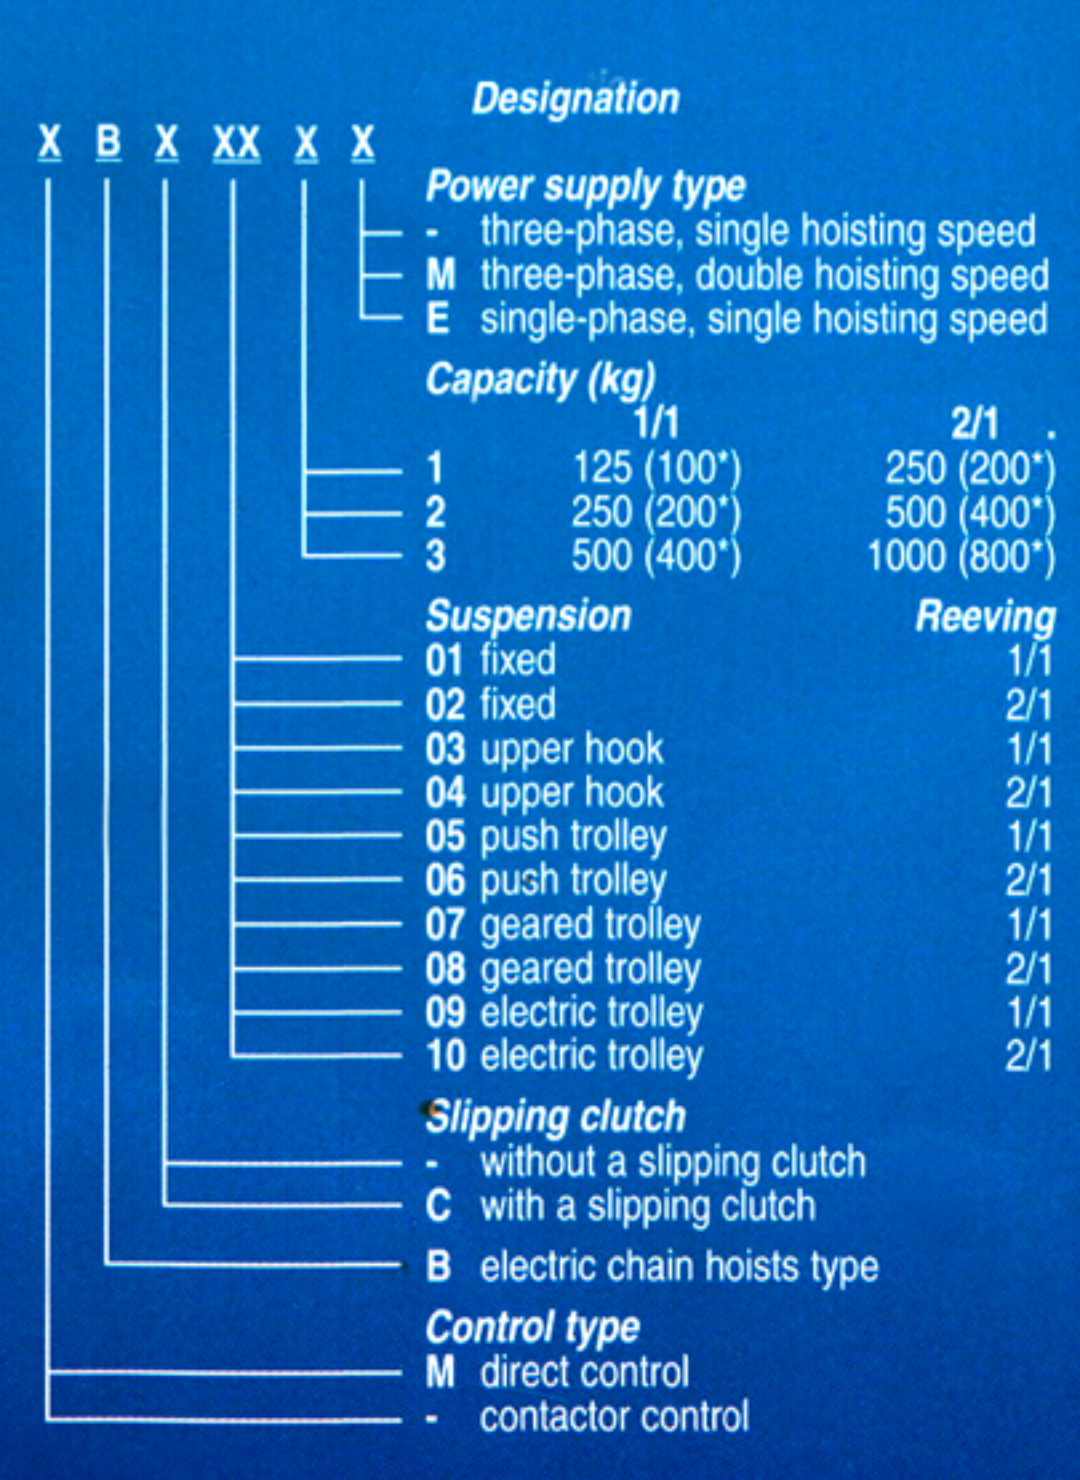 Designation
X B X XX X X
Power supply type
- three-phase, single hoisting speed
M three-phase, double hoisting speed
E single-phase, single hoisting speed
Capacity (kg)
1/1 2/1 .
1 125 (100*) 250 (200*)
2 250 (200*) 500 (400*)
3 500 (400*) 1000 (800*)
Suspension Reeving
01 fixed 1/1
02 fixed 2/1
03 upper hook 1/1
04 upper hook 2/1
05 push trolley 1/1
06 push trolley 2/1
07 geared trolley 1/1
08 geared trolley 2/1
09 electric trolley 1/1
10 electric trolley 2/1
Slipping clutch
- without a slipping clutch
C with a slipping clutch
B electric chain hoists type
Control type
M direct control
- contactor control